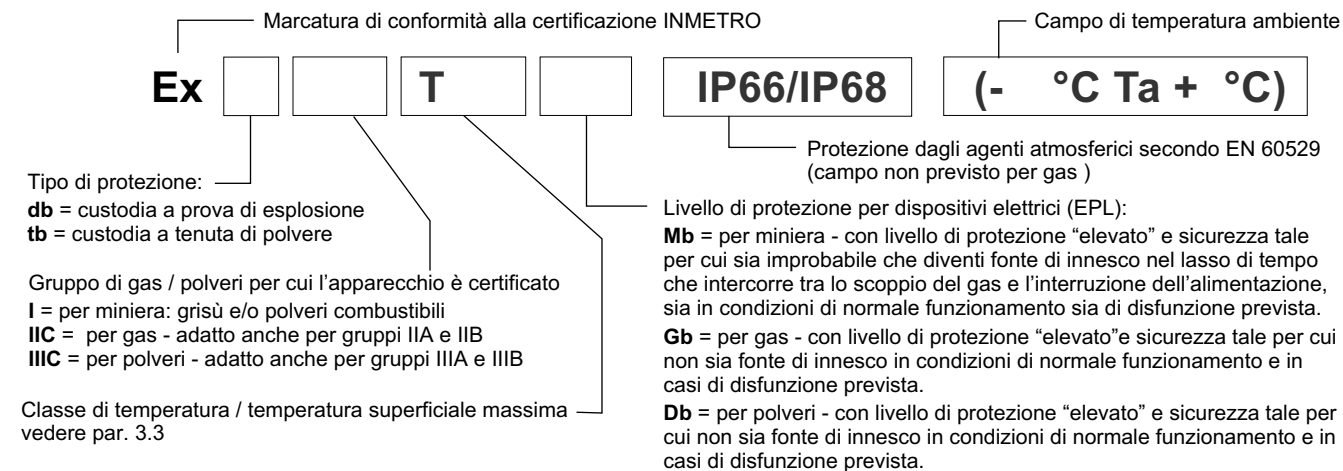 Marcatura di conformità alla certificazione INMETRO
Campo di temperatura ambiente
Ex T IP66/IP68 (- °C Ta + °C)
Protezione dagli agenti atmosferici secondo EN 60529
(campo non previsto per gas )
Tipo di protezione:
db = custodia a prova di esplosione
tb = custodia a tenuta di polvere
Gruppo di gas / polveri per cui l’apparecchio è certificato
I = per miniera: grisù e/o polveri combustibili
IIC = per gas - adatto anche per gruppi IIA e IIB
IIIC = per polveri - adatto anche per gruppi IIIA e IIIB
Classe di temperatura / temperatura superficiale massima
vedere par. 3.3
Livello di protezione per dispositivi elettrici (EPL):
Mb = per miniera - con livello di protezione “elevato” e sicurezza tale
per cui sia improbabile che diventi fonte di innesco nel lasso di tempo
che intercorre tra lo scoppio del gas e l’interruzione dell’alimentazione,
sia in condizioni di normale funzionamento sia di disfunzione prevista.
Gb = per gas - con livello di protezione “elevato”e sicurezza tale per cui
non sia fonte di innesco in condizioni di normale funzionamento e in
casi di disfunzione prevista.
Db = per polveri - con livello di protezione “elevato” e sicurezza tale per
cui non sia fonte di innesco in condizioni di normale funzionamento e in
casi di disfunzione prevista.